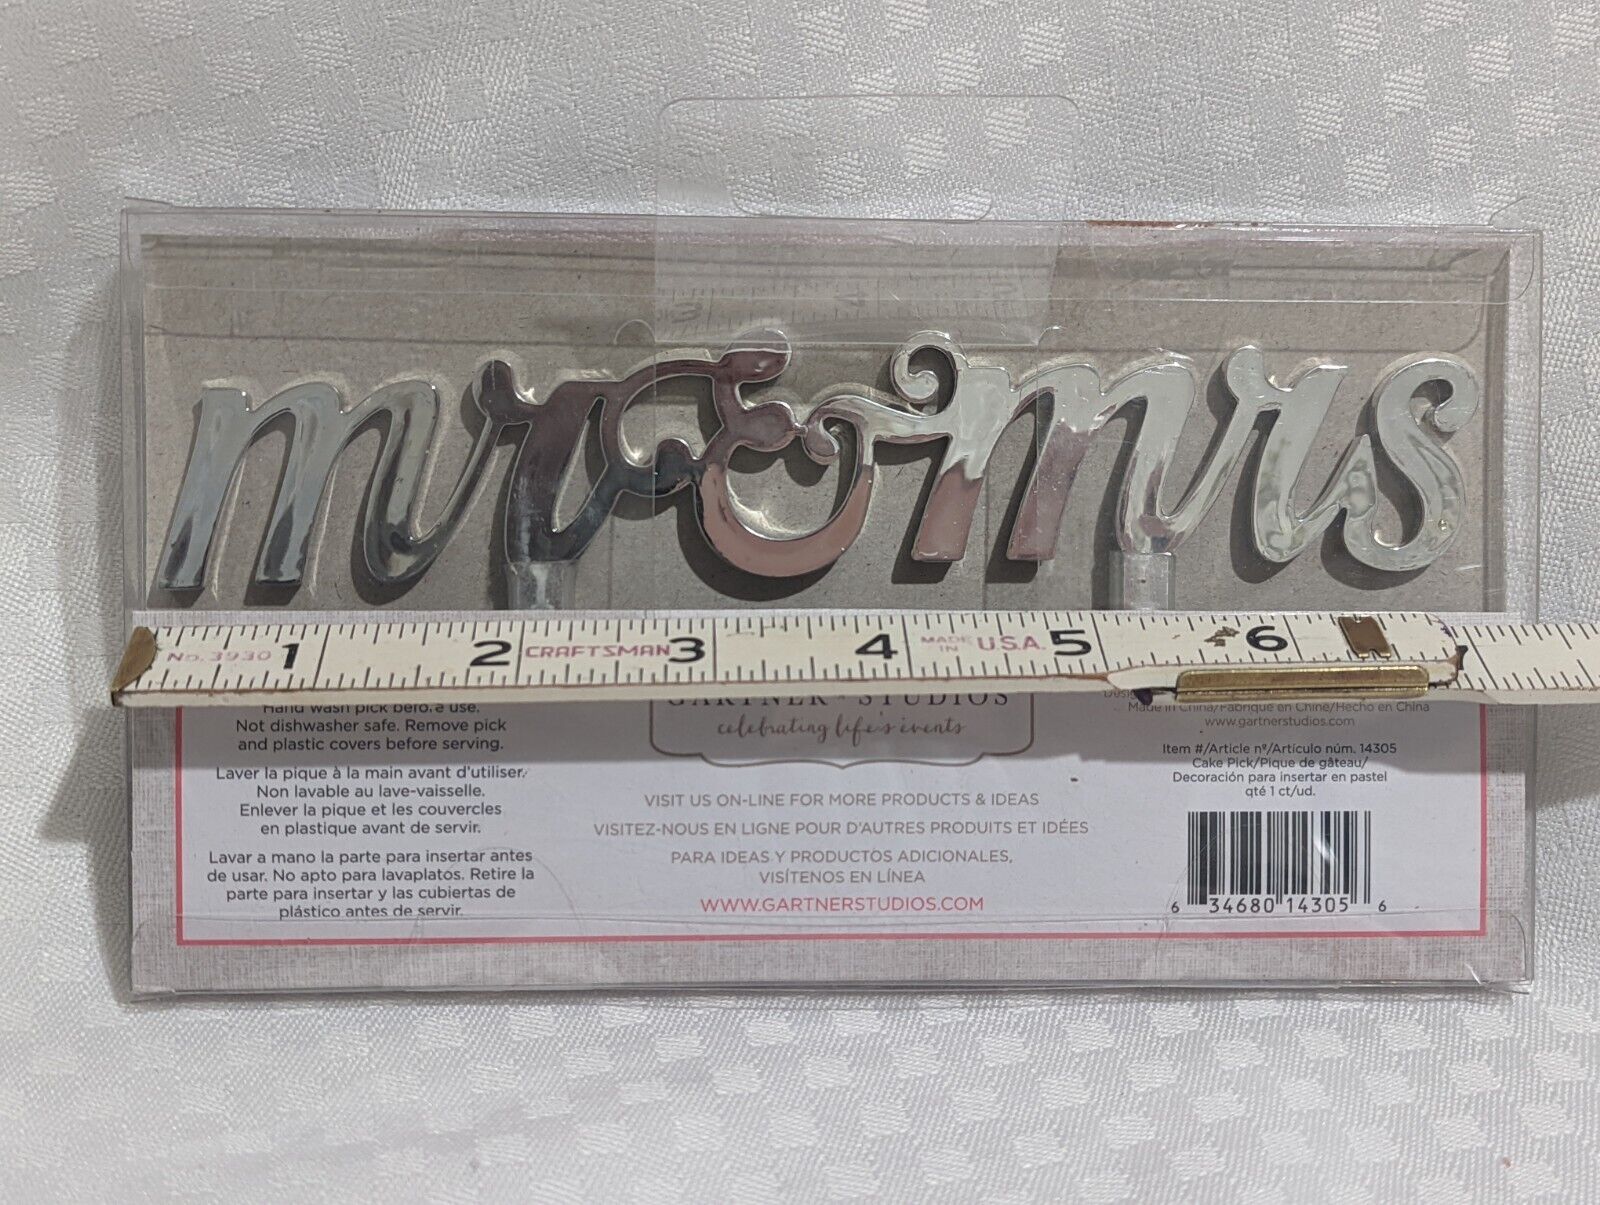 mr & mrs
No. 3930 1 2 CRAFTSMAN 3 4 MADE IN U.S.A. 5 6
Hand wash pick before use.
Not dishwasher safe. Remove pick
and plastic covers before serving.
Laver la pique à la main avant d'utiliser.
Non lavable au lave-vaisselle.
Enlever la pique et les couvercles
en plastique avant de servir.
Lavar a mano la parte para insertar antes
de usar. No apto para lavaplatos. Retire la
parte para insertar y las cubiertas de
plástico antes de servir.
GARTNER STUDIOS
celebrating life's events
VISIT US ON-LINE FOR MORE PRODUCTS & IDEAS
VISITEZ-NOUS EN LIGNE POUR D'AUTRES PRODUITS ET IDÉES
PARA IDEAS Y PRODUCTOS ADICIONALES,
VISÍTENOS EN LÍNEA
WWW.GARTNERSTUDIOS.COM
Made in China/Fabriqué en Chine/Hecho en China
www.gartnerstudios.com
Item #/Article nº/Artículo núm. 14305
Cake Pick/Pique de gâteau/
Decoración para insertar en pastel
qté 1 ct/ud.
6 34680 14305 6